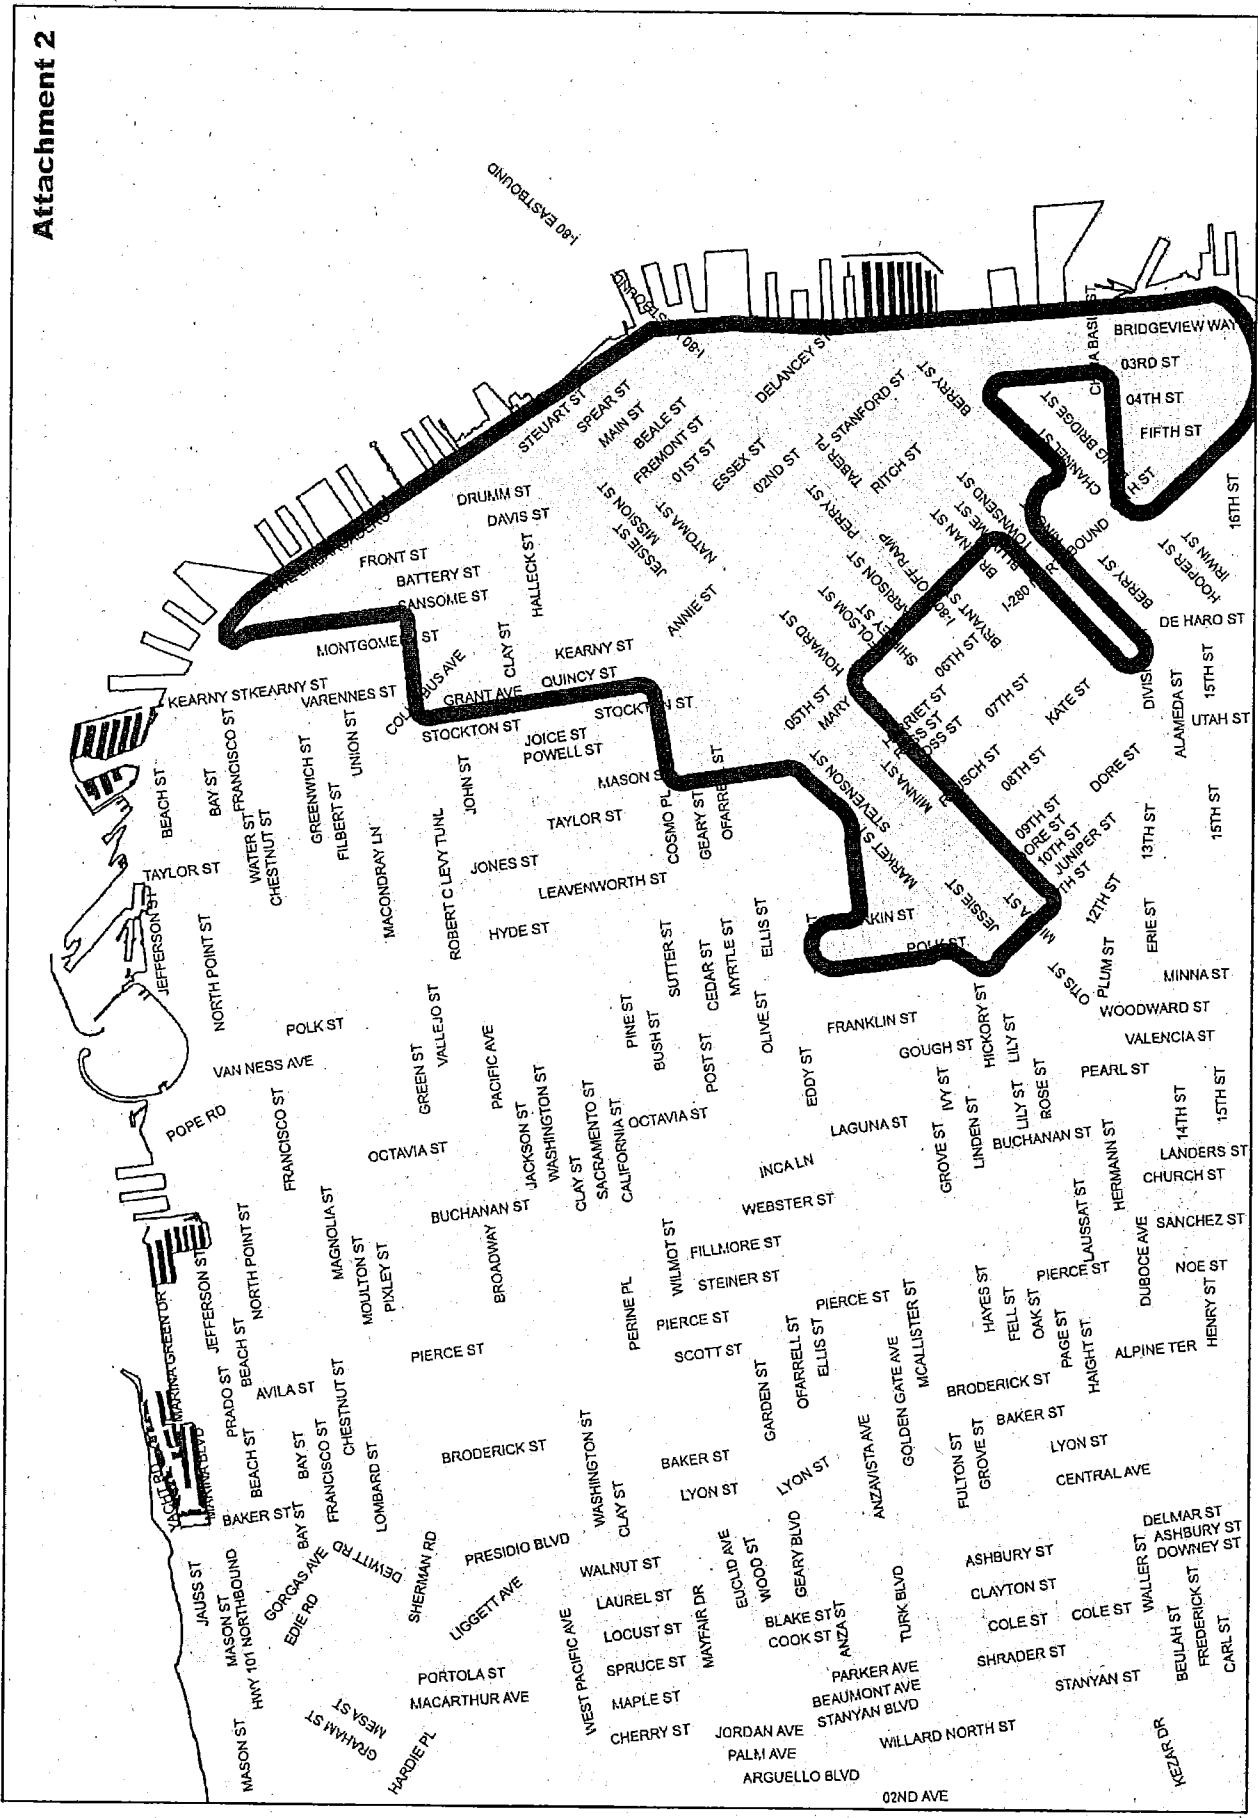 Attachment 2
I-80 EASTBOUND
BRIDGEVIEW WAY
03RD ST
04TH ST
FIFTH ST
BERRY ST
DELANCEY ST
STEUART ST
SPEAR ST
MAIN ST
BEALE ST
FREMONT ST
01ST ST
ESSEX ST
02ND ST
TABER PL
STANFORD ST
RITCH ST
CHANNEL ST
16TH ST
DRUMM ST
DAVIS ST
MISSION ST
JESSIE ST
NATOMA ST
PERRY ST
TOWNSEND ST
HOOPER ST
IRWIN ST
FRONT ST
BATTERY ST
SANSOME ST
HALLECK ST
ANNIE ST
OFF RAMP
FOLSOM ST
HOWARD ST
BRYANT ST
BERRY ST
DE HARO ST
MONTGOMERY ST
CLAY ST
KEARNY ST
QUINCY ST
06TH ST
KEARNY ST
KEARNY ST
VARENNES ST
COLUMBUS AVE
GRANT AVE
STOCKTON ST
STOCKTON ST
05TH ST
MARY
07TH ST
KATE ST
ALAMEDA ST
15TH ST
UTAH ST
JOICE ST
POWELL ST
MASON ST
BEACH ST
BAY ST
FRANCISCO ST
WATER ST
CHESTNUT ST
GREENWICH ST
FILBERT ST
UNION ST
MACONDRAY LN
JOHN ST
TAYLOR ST
COSMO PL
GEARY ST
OFARRELL ST
STEVENSON ST
MINNA ST
MARKET ST
08TH ST
DORE ST
09TH ST
10TH ST
JUNIPER ST
12TH ST
13TH ST
15TH ST
TAYLOR ST
JEFFERSON ST
NORTH POINT ST
ROBERT C LEVY TUNL
JONES ST
LEAVENWORTH ST
HYDE ST
JESSIE ST
POLK ST
SUTTER ST
CEDAR ST
MYRTLE ST
ELLIS ST
OTIS ST
PLUM ST
ERIE ST
MINNA ST
WOODWARD ST
VALENCIA ST
POLK ST
VAN NESS AVE
POPE RD
FRANCISCO ST
GREEN ST
VALLEJO ST
PACIFIC AVE
PINE ST
BUSH ST
POST ST
OLIVE ST
EDDY ST
FRANKLIN ST
GOUGH ST
HICKORY ST
LILY ST
PEARL ST
OCTAVIA ST
JACKSON ST
WASHINGTON ST
CLAY ST
SACRAMENTO ST
CALIFORNIA ST
OCTAVIA ST
LAGUNA ST
GROVE ST
IVY ST
LINDEN ST
LILY ST
ROSE ST
BUCHANAN ST
HERMANN ST
14TH ST
15TH ST
LANDERS ST
CHURCH ST
INCA LN
WEBSTER ST
BUCHANAN ST
MAGNOLIA ST
MOULTON ST
PIXLEY ST
BROADWAY
WILMOT ST
FILLMORE ST
STEINER ST
LAUSSAT ST
DUBOCE AVE
SANCHEZ ST
NOE ST
HENRY ST
JEFFERSON ST
NORTH POINT ST
BEACH ST
MARINA GREEN DR
PRADO ST
AVILA ST
PIERCE ST
PERINE PL
PIERCE ST
SCOTT ST
PIERCE ST
PIERCE ST
HAYES ST
FELL ST
OAK ST
PAGE ST
HAIGHT ST
ALPINE TER
GARDEN ST
OFARRELL ST
ELLIS ST
GOLDEN GATE AVE
MCALLISTER ST
BRODERICK ST
BAKER ST
LYON ST
CENTRAL AVE
MARINA BLVD
BEACH ST
BAY ST
FRANCISCO ST
CHESTNUT ST
LOMBARD ST
BRODERICK ST
WASHINGTON ST
CLAY ST
BAKER ST
LYON ST
LYON ST
ANZAVISTA AVE
FULTON ST
GROVE ST
BAKER ST
BAY ST
DEWITT RD
SHERMAN RD
PRESIDIO BLVD
WALNUT ST
LAUREL ST
LOCUST ST
SPRUCE ST
MAPLE ST
CHERRY ST
MAYFAIR DR
EUCLID AVE
WOOD ST
GEARY BLVD
BLAKE ST
COOK ST
ANZA ST
TURK BLVD
ASHBURY ST
CLAYTON ST
COLE ST
COLE ST
SHRADER ST
STANYAN ST
DELMAR ST
ASHBURY ST
DOWNEY ST
WALLER ST
BEULAH ST
FREDERICK ST
CARL ST
JAUSS ST
MASON ST
HWY 101 NORTHBOUND
GORGAS AVE
EDIE RD
LIGGETT AVE
PORTOLA ST
MACARTHUR AVE
WEST PACIFIC AVE
MESA ST
GRAHAM ST
HARDIE PL
MASON ST
PARKER AVE
BEAUMONT AVE
STANYAN BLVD
WILLARD NORTH ST
JORDAN AVE
PALM AVE
ARGUELLO BLVD
02ND AVE
KEZAR DR